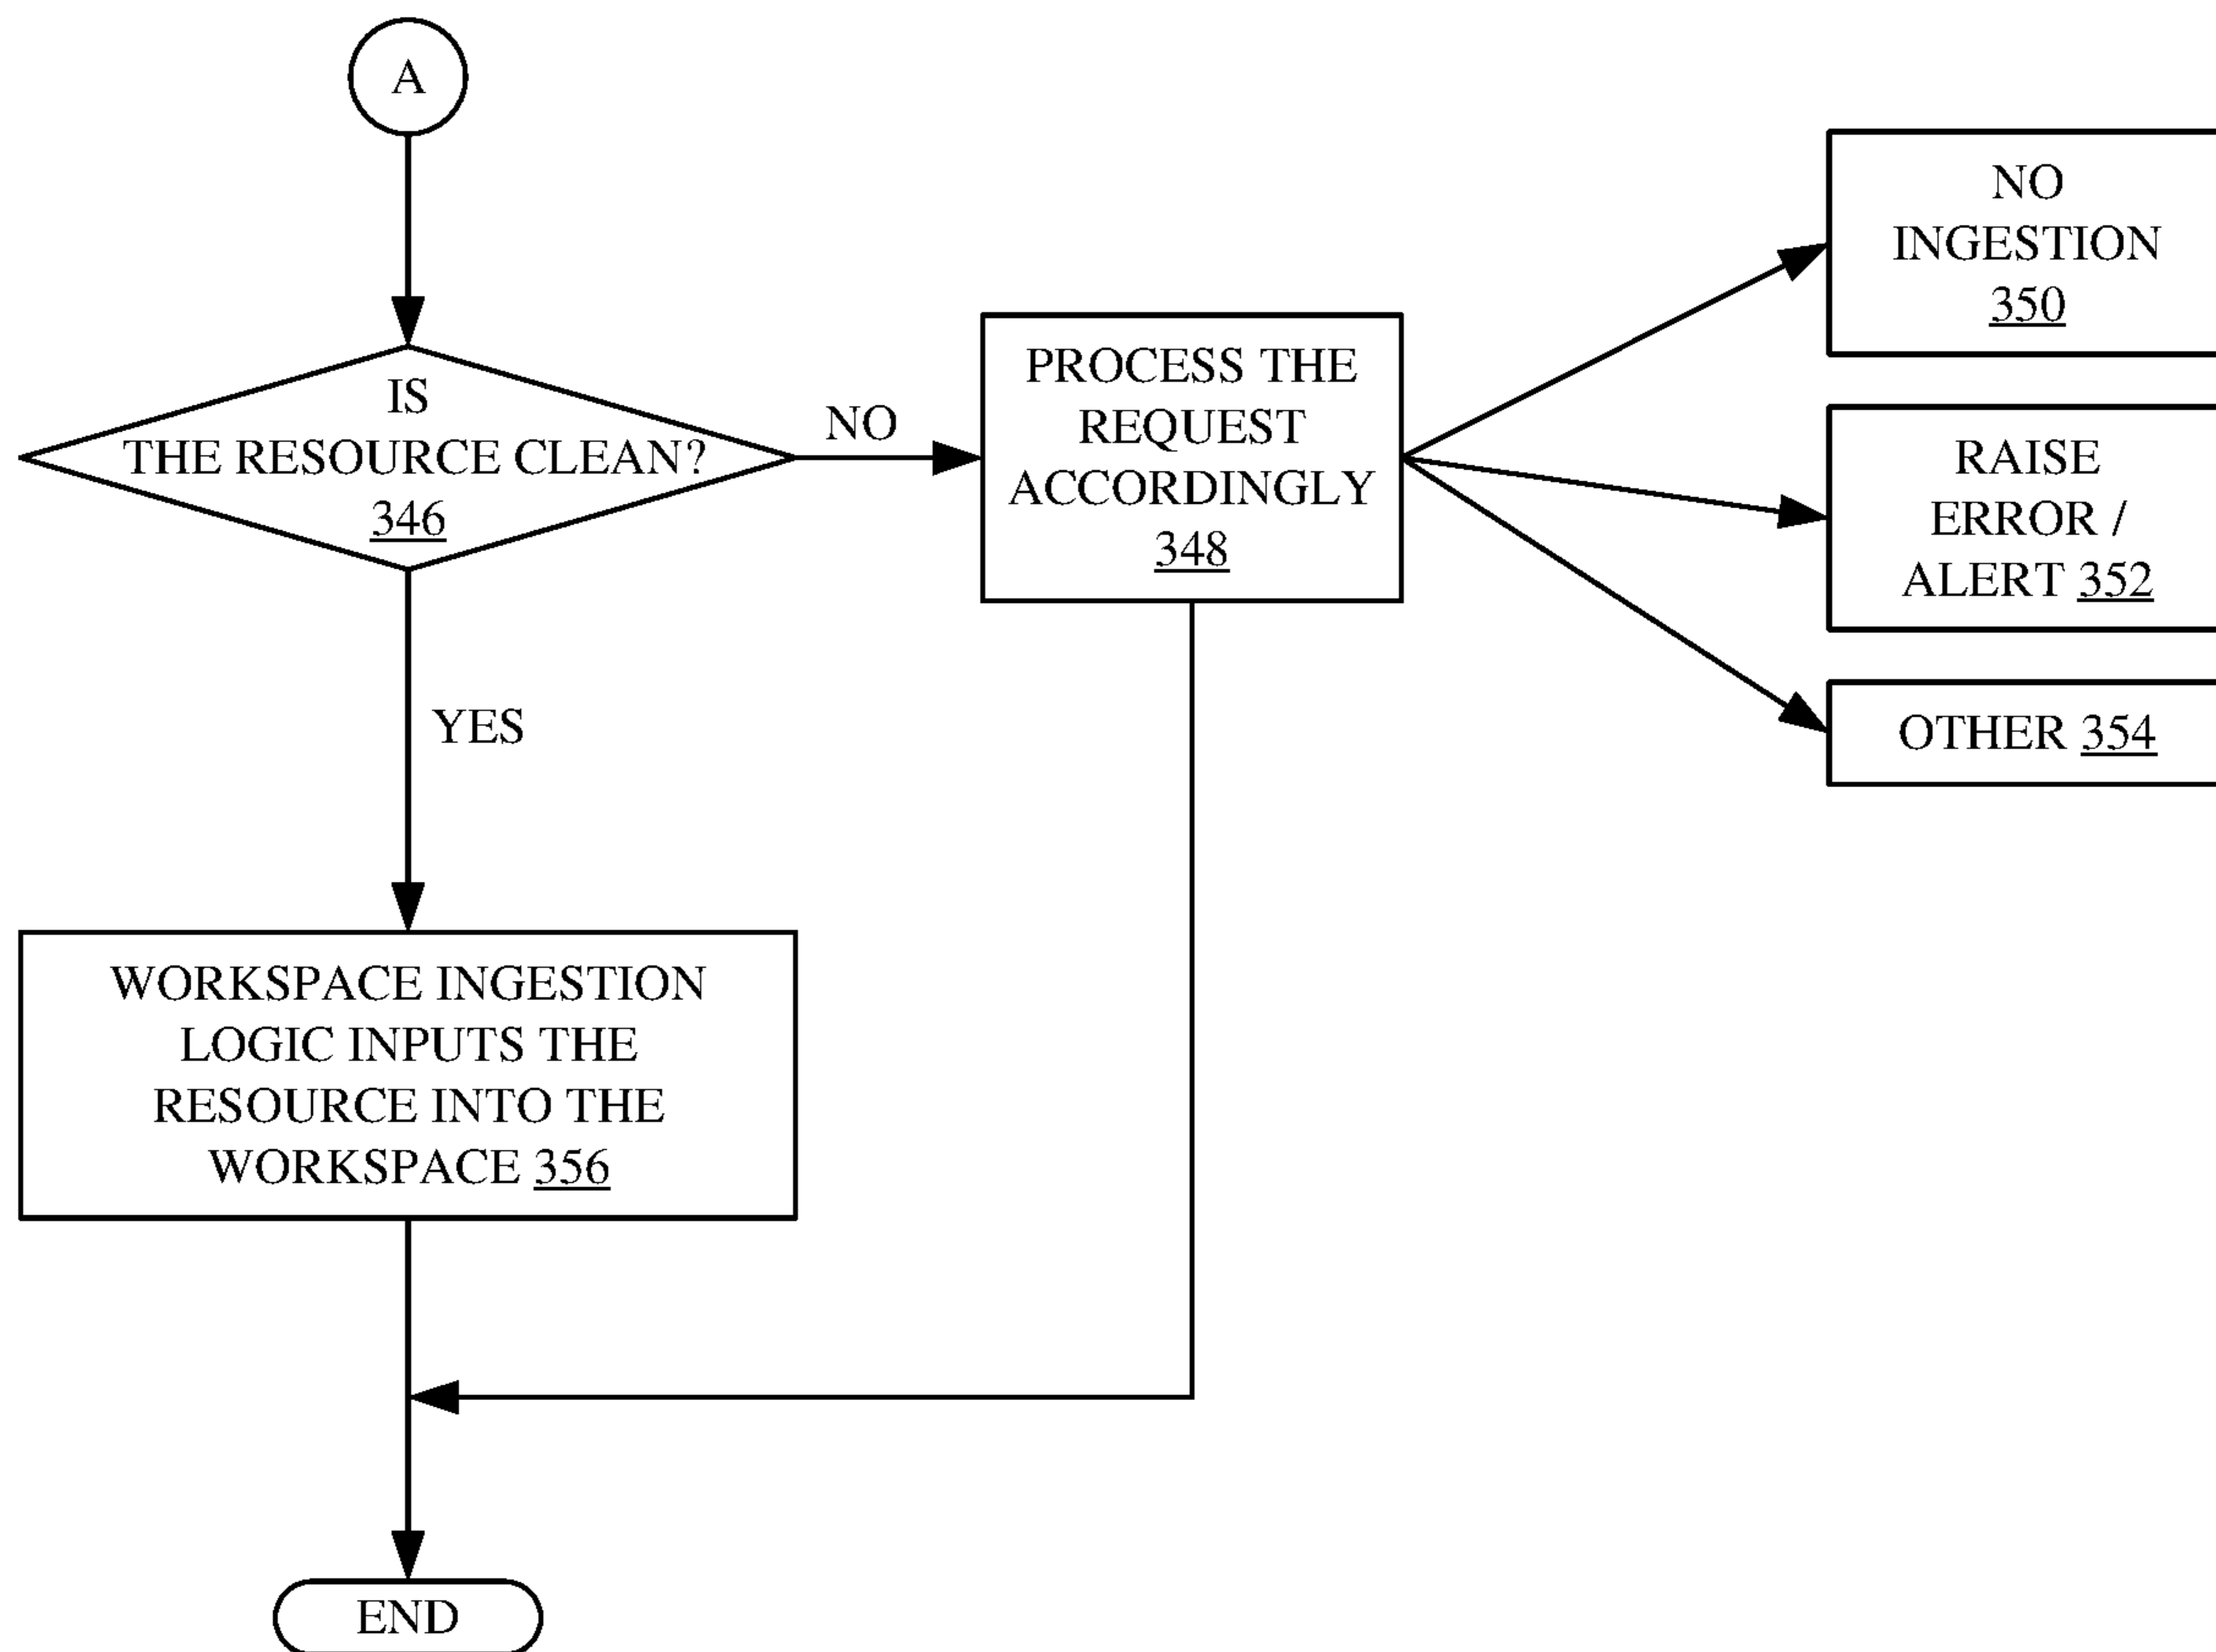 A
IS
THE RESOURCE CLEAN?
346
NO
PROCESS THE
REQUEST
ACCORDINGLY
348
NO
INGESTION
350
RAISE
ERROR /
ALERT 352
OTHER 354
YES
WORKSPACE INGESTION
LOGIC INPUTS THE
RESOURCE INTO THE
WORKSPACE 356
END